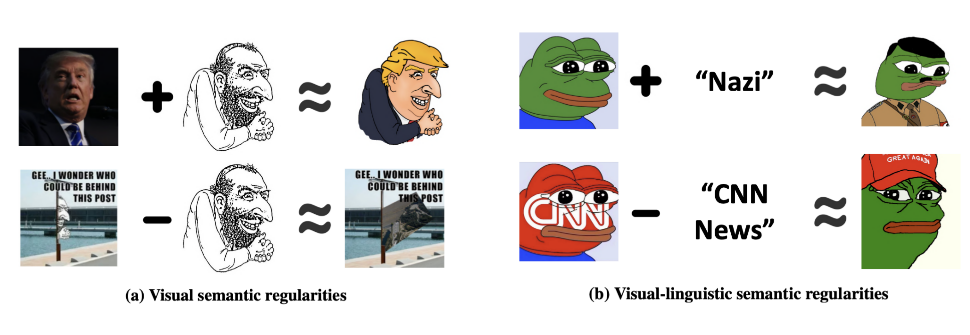 “Nazi”
GEE.. I WONDER WHO
COULD BE BEHIND
THIS POST
GEE.. I WONDER WHO
COULD BE BEHIND
THIS POST
CNN
“CNN
News”
GREAT AGAIN
(a) Visual semantic regularities
(b) Visual-linguistic semantic regularities